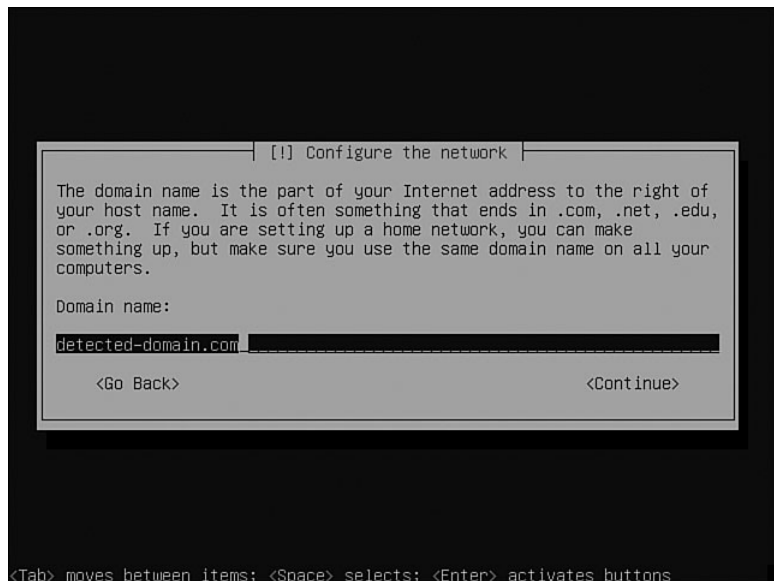 [!] Configure the network
The domain name is the part of your Internet address to the right of
your host name.  It is often something that ends in .com, .net, .edu,
or .org.  If you are setting up a home network, you can make
something up, but make sure you use the same domain name on all your
computers.
Domain name:
detected-domain.com
<Go Back> <Continue>
<Tab> moves between items; <Space> selects; <Enter> activates buttons